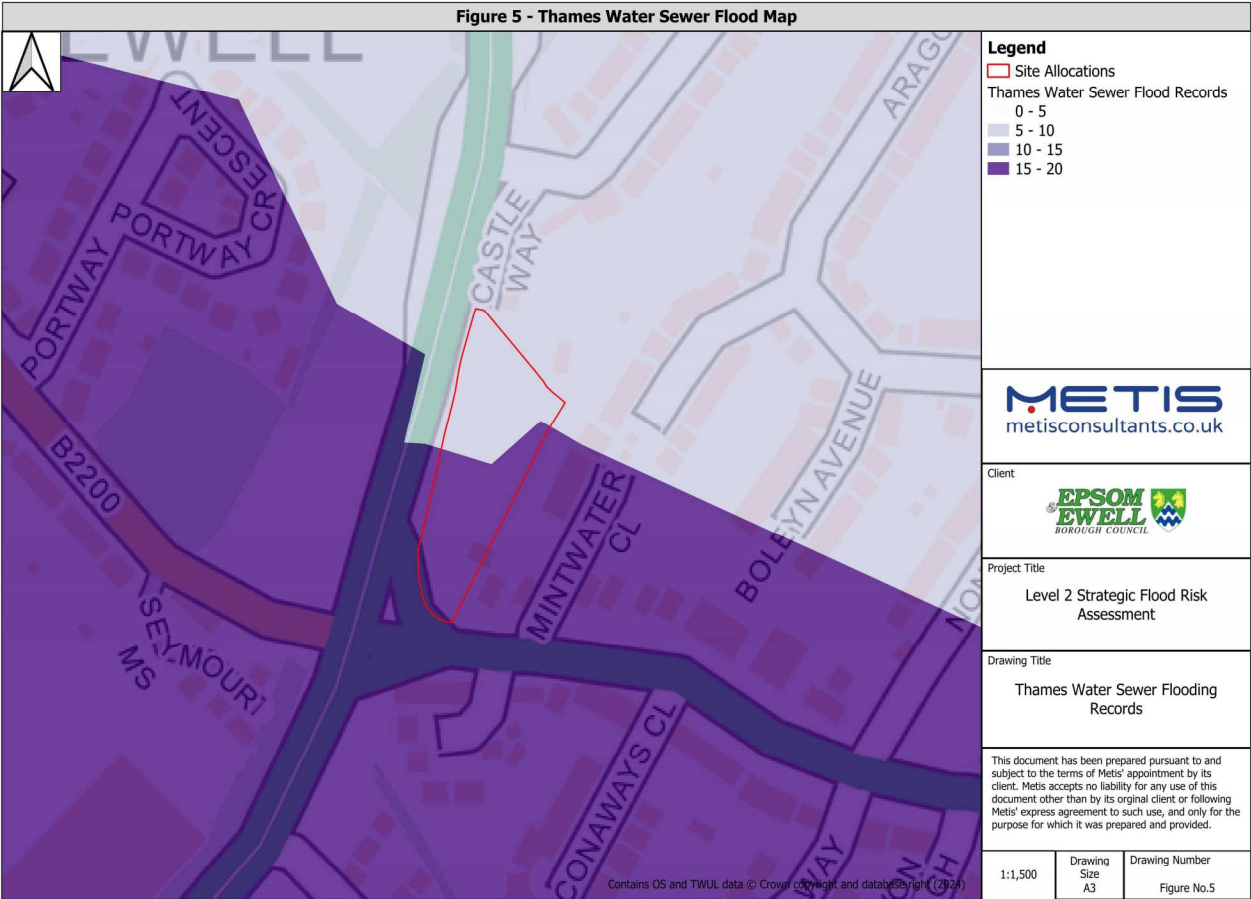 Figure 5 - Thames Water Sewer Flood Map
EWELL
ARAGO
PORTWAY CRESCENT
PORTWAY
CASTLE
WAY
B2200
SEYMOUR
MS
MINTWATER
CL
BOLEYN AVENUE
NON
CONAWAYS CL
WAY
NON
CH
Contains OS and TWUL data © Crown copyright and database right (2024)
Legend
Site Allocations
Thames Water Sewer Flood Records
0 - 5
5 - 10
10 - 15
15 - 20
METIS
metisconsultants.co.uk
Client
EPSOM
& EWELL
BOROUGH COUNCIL
Project Title
Level 2 Strategic Flood Risk
Assessment
Drawing Title
Thames Water Sewer Flooding
Records
This document has been prepared pursuant to and
subject to the terms of Metis' appointment by its
client. Metis accepts no liability for any use of this
document other than by its orginal client or following
Metis' express agreement to such use, and only for the
purpose for which it was prepared and provided.
1:1,500
Drawing
Size
A3
Drawing Number
Figure No.5